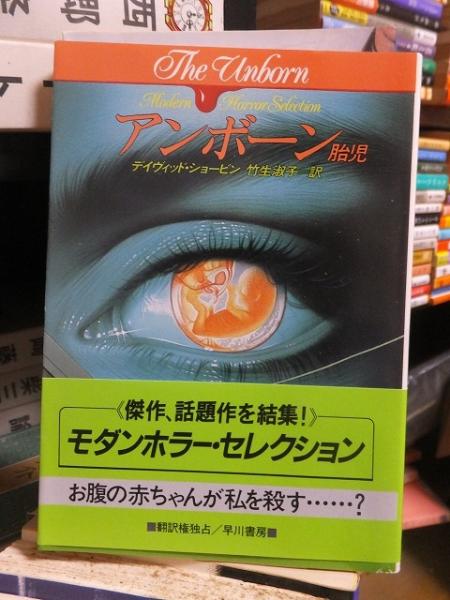 The Unborn
Modern Horror Selection
アンボーン 胎児
デイヴィッド・ショービン 竹生淑子 訳
《傑作、話題作を結集!》
モダンホラー・セレクション
お腹の赤ちゃんが私を殺す……?
■翻訳権独占/早川書房■